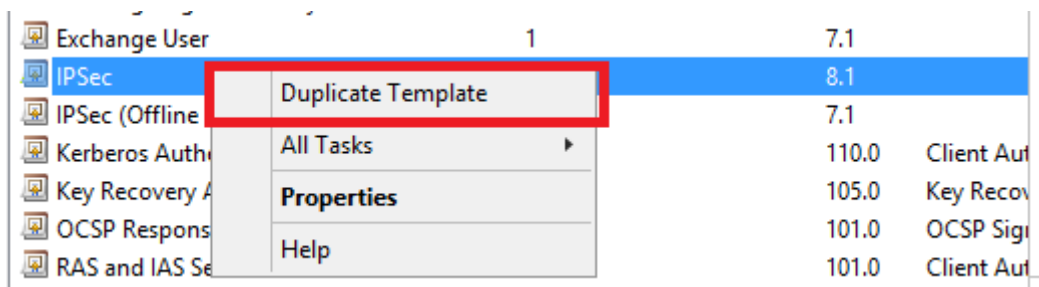 Exchange User 1 7.1
IPSec 8.1
Duplicate Template
IPSec (Offline 7.1
All Tasks
Kerberos Auth 110.0 Client Aut
Properties
Key Recovery A 105.0 Key Recov
OCSP Respons 101.0 OCSP Sig
Help
RAS and IAS Se 101.0 Client Aut